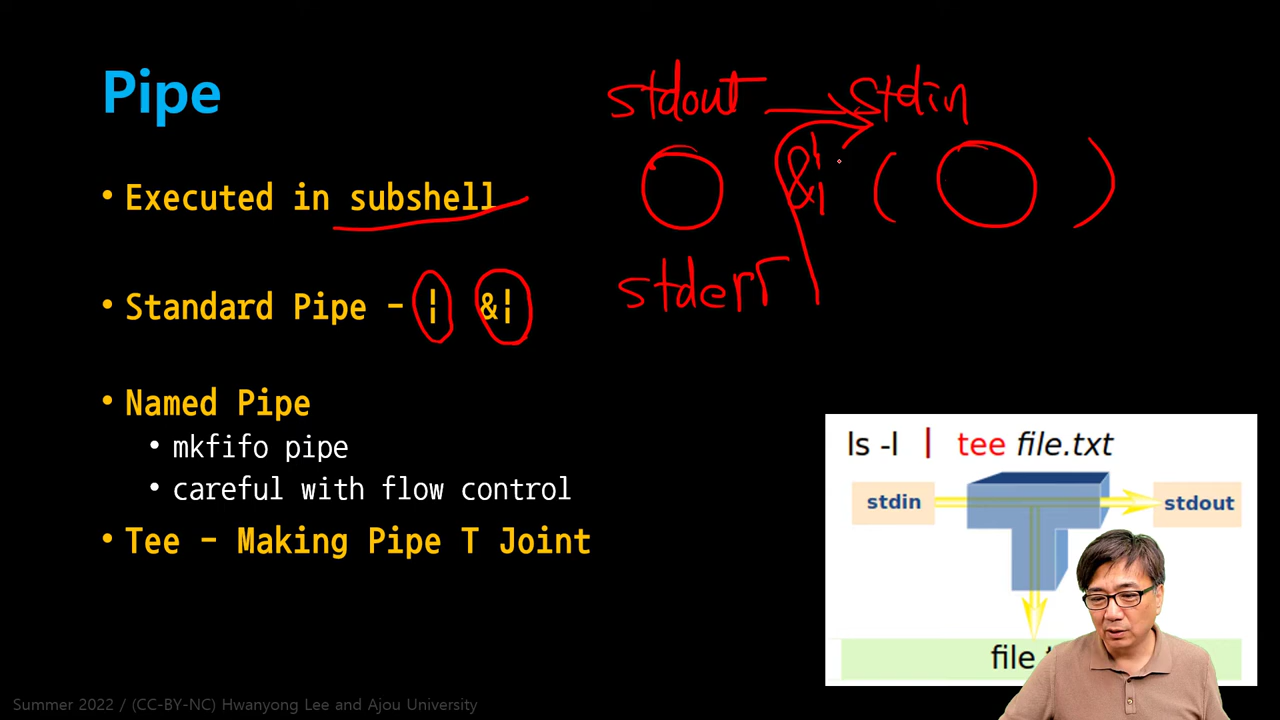 Pipe
stdout stdin
&¦ ( )
stderr
• Executed in subshell
• Standard Pipe – ¦ &¦
• Named Pipe
• mkfifo pipe
• careful with flow control
• Tee – Making Pipe T Joint
ls -l | tee file.txt
stdin stdout
file.
Summer 2022 / (CC-BY-NC) Hwanyong Lee and Ajou University